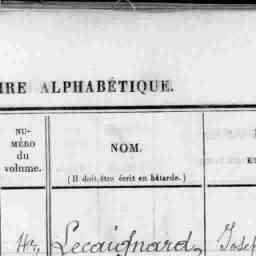 IRE ALPHABÉTIQUE.
NU-
MÉRO
du
volume.
NOM.
(Il doit être écrit en bâtarde.)
E
Lecaignard,